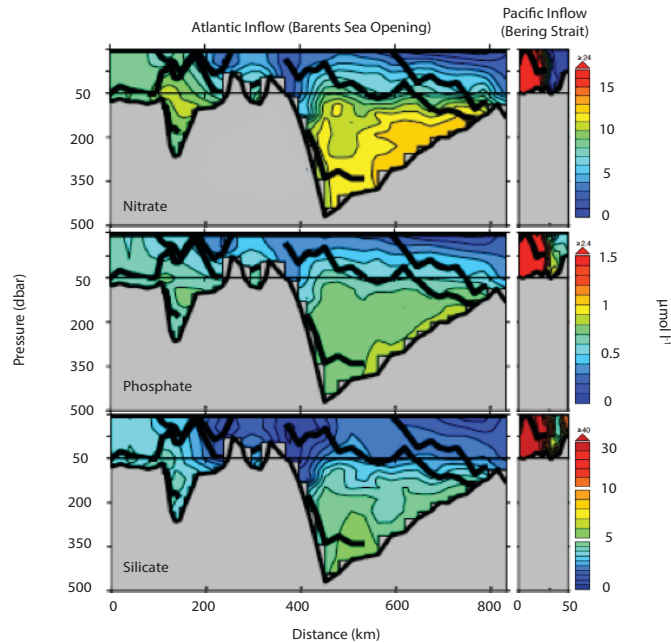 Atlantic Inflow (Barents Sea Opening)
Pacific Inflow
(Bering Strait)
Pressure (dbar)
50
200
350
500
Nitrate
≥24
15
10
5
0
50
200
350
500
Phosphate
≥2.4
1.5
1
0.5
0
μmol l⁻¹
50
200
350
500
Silicate
≥40
30
10
5
0
0 200 400 600 800 0 50
Distance (km)